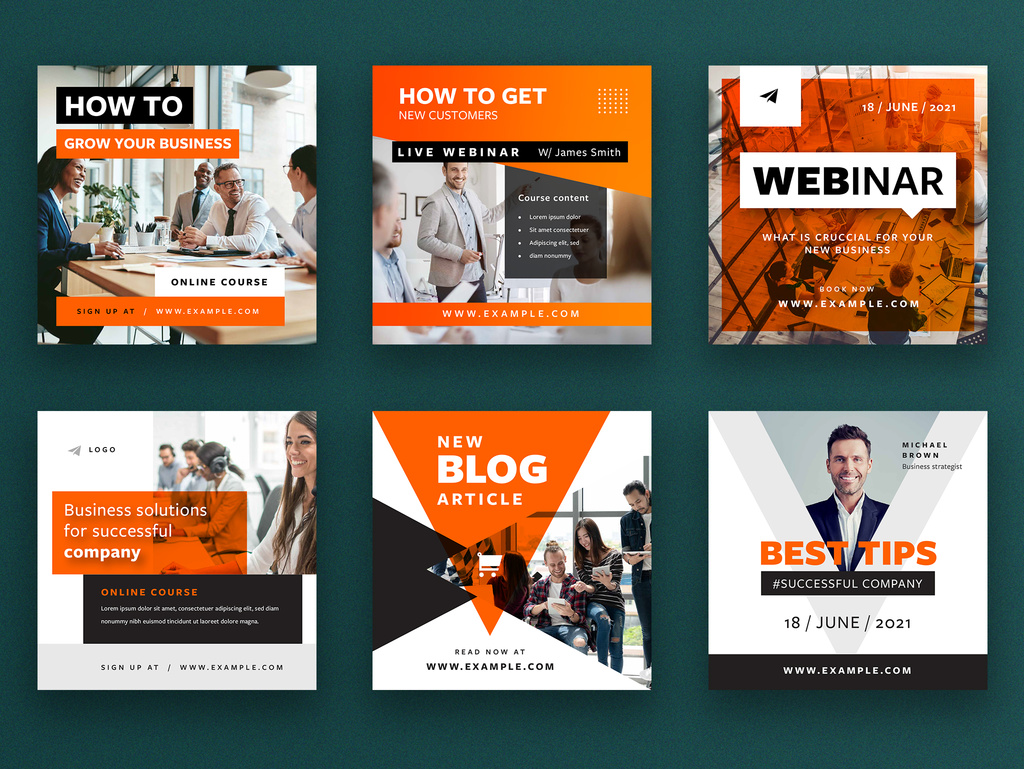 HOW TO
GROW YOUR BUSINESS
ONLINE COURSE
SIGN UP AT / WWW.EXAMPLE.COM
HOW TO GET
NEW CUSTOMERS
LIVE WEBINAR W/ James Smith
Course content
• Lorem ipsum dolor
• Sit amet consectetuer
• Adipiscing elit, sed
• diam nonummy
WWW.EXAMPLE.COM
18 / JUNE / 2021
WEBINAR
WHAT IS CRUCCIAL FOR YOUR
NEW BUSINESS
BOOK NOW
WWW.EXAMPLE.COM
LOGO
Business solutions
for successful
company
ONLINE COURSE
Lorem ipsum dolor sit amet, consectetuer adipiscing elit, sed diam
nonummy nibh euismod tincidunt ut laoreet dolore magna.
SIGN UP AT / WWW.EXAMPLE.COM
NEW
BLOG
ARTICLE
READ NOW AT
WWW.EXAMPLE.COM
MICHAEL
BROWN
Business strategist
BEST TIPS
#SUCCESSFUL COMPANY
18 / JUNE / 2021
WWW.EXAMPLE.COM